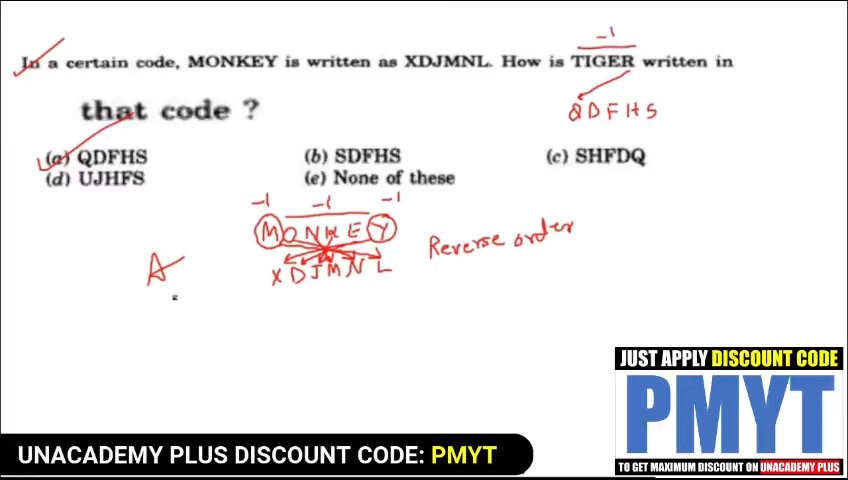 -1
In a certain code, MONKEY is written as XDJMNL. How is TIGER written in
that code ?
QDFHS
(a) QDFHS (b) SDFHS (c) SHFDQ
(d) UJHFS (e) None of these
-1 -1 -1
MONKEY
Reverse order
XDJMNL
A
JUST APPLY DISCOUNT CODE
PMYT
TO GET MAXIMUM DISCOUNT ON UNACADEMY PLUS
UNACADEMY PLUS DISCOUNT CODE: PMYT